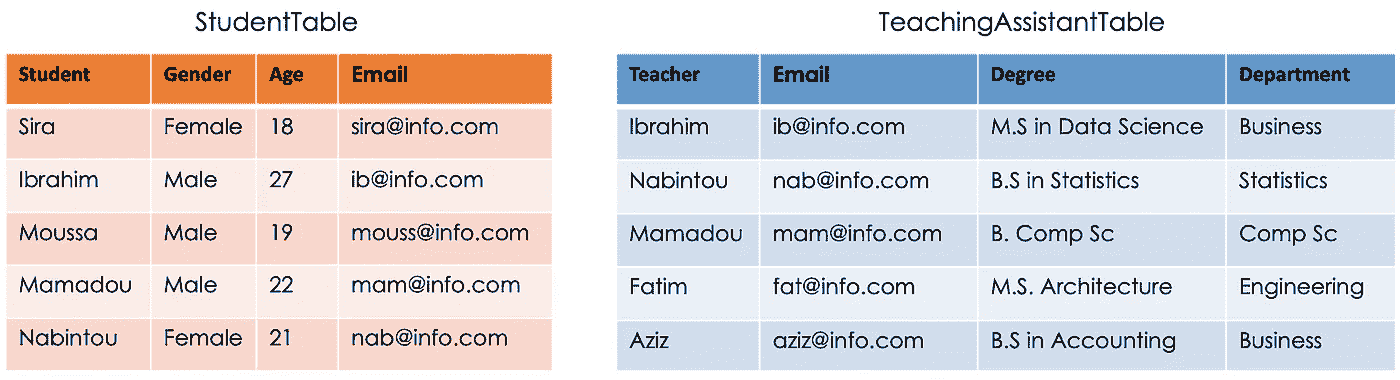 StudentTable
Student Gender Age Email
Sira Female 18 sira@info.com
Ibrahim Male 27 ib@info.com
Moussa Male 19 mouss@info.com
Mamadou Male 22 mam@info.com
Nabintou Female 21 nab@info.com
TeachingAssistantTable
Teacher Email Degree Department
Ibrahim ib@info.com M.S in Data Science Business
Nabintou nab@info.com B.S in Statistics Statistics
Mamadou mam@info.com B. Comp Sc Comp Sc
Fatim fat@info.com M.S. Architecture Engineering
Aziz aziz@info.com B.S in Accounting Business